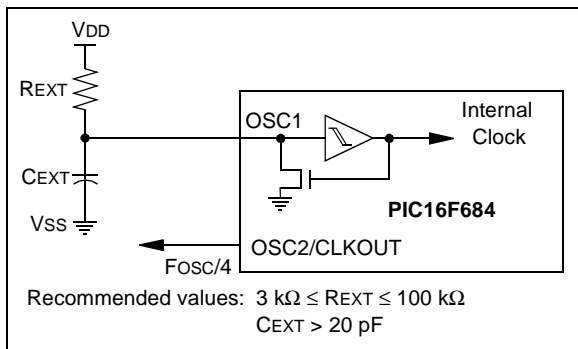 VDD
REXT
OSC1
Internal
Clock
CEXT
PIC16F684
VSS
OSC2/CLKOUT
FOSC/4
Recommended values: 3 kΩ ≤ REXT ≤ 100 kΩ
CEXT > 20 pF